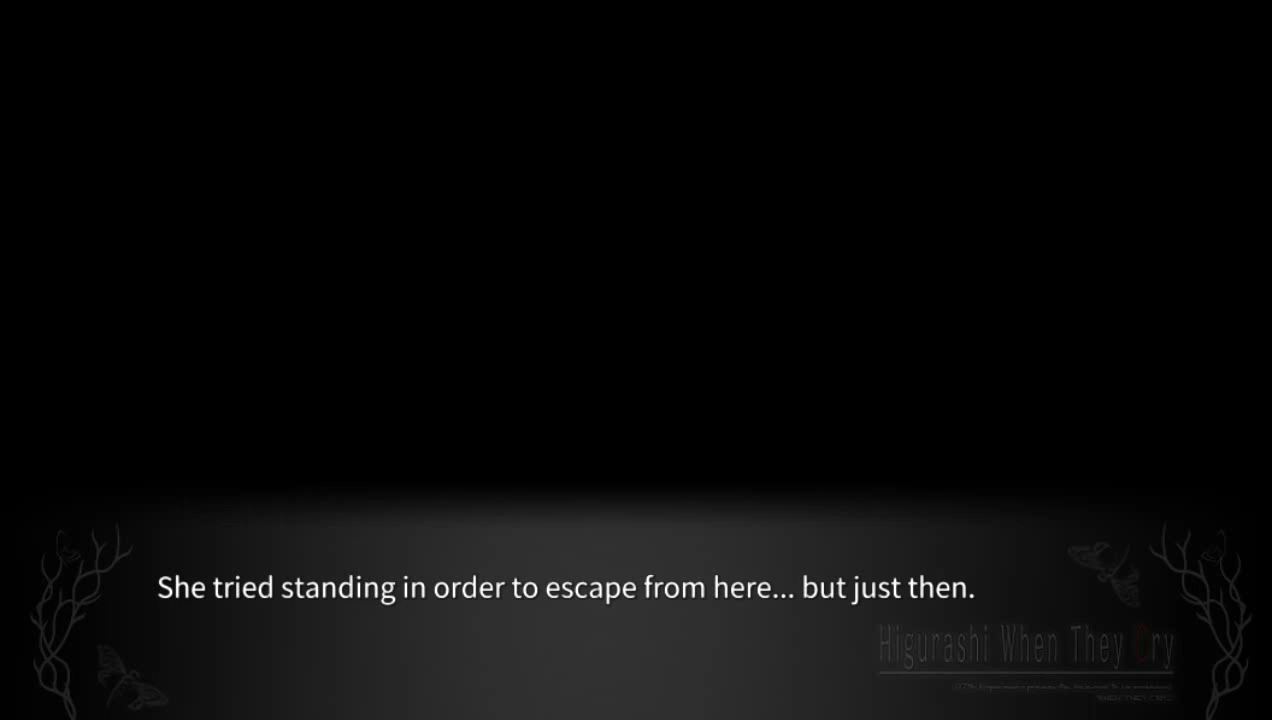 She tried standing in order to escape from here... but just then.
Higurashi When They Cry